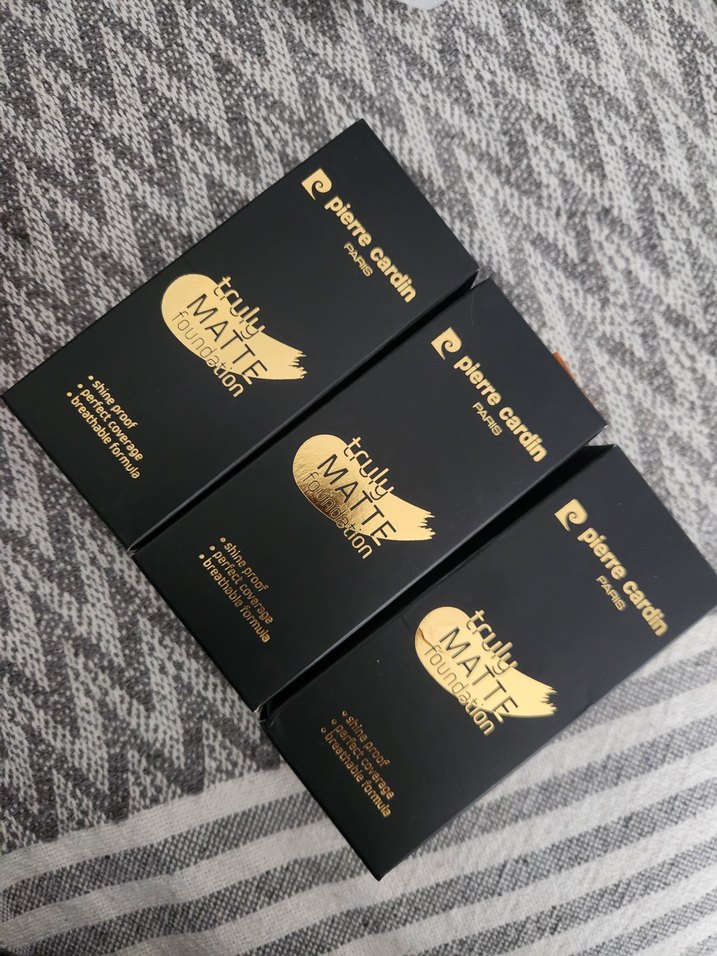 pierre cardin
PARIS
truly
MATTE
foundation
• shine proof
• perfect coverage
• breathable formula
pierre cardin
PARIS
truly
MATTE
foundation
• shine proof
• perfect coverage
• breathable formula
pierre cardin
PARIS
truly
MATTE
foundation
• shine proof
• perfect coverage
• breathable formula